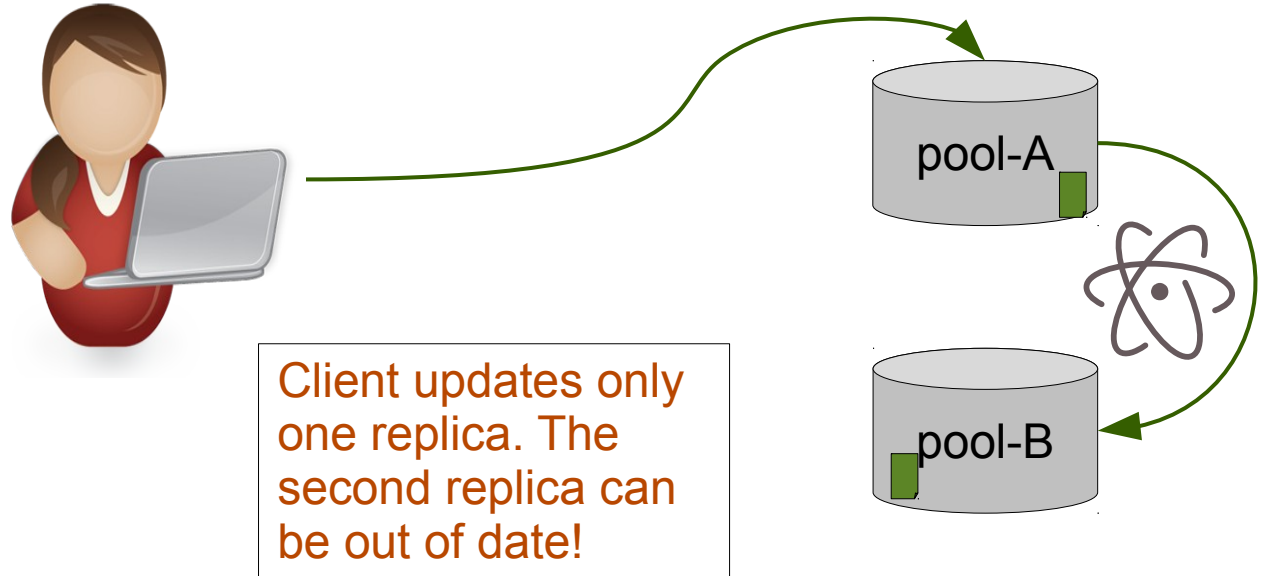 pool-A
pool-B
Client updates only
one replica. The
second replica can
be out of date!